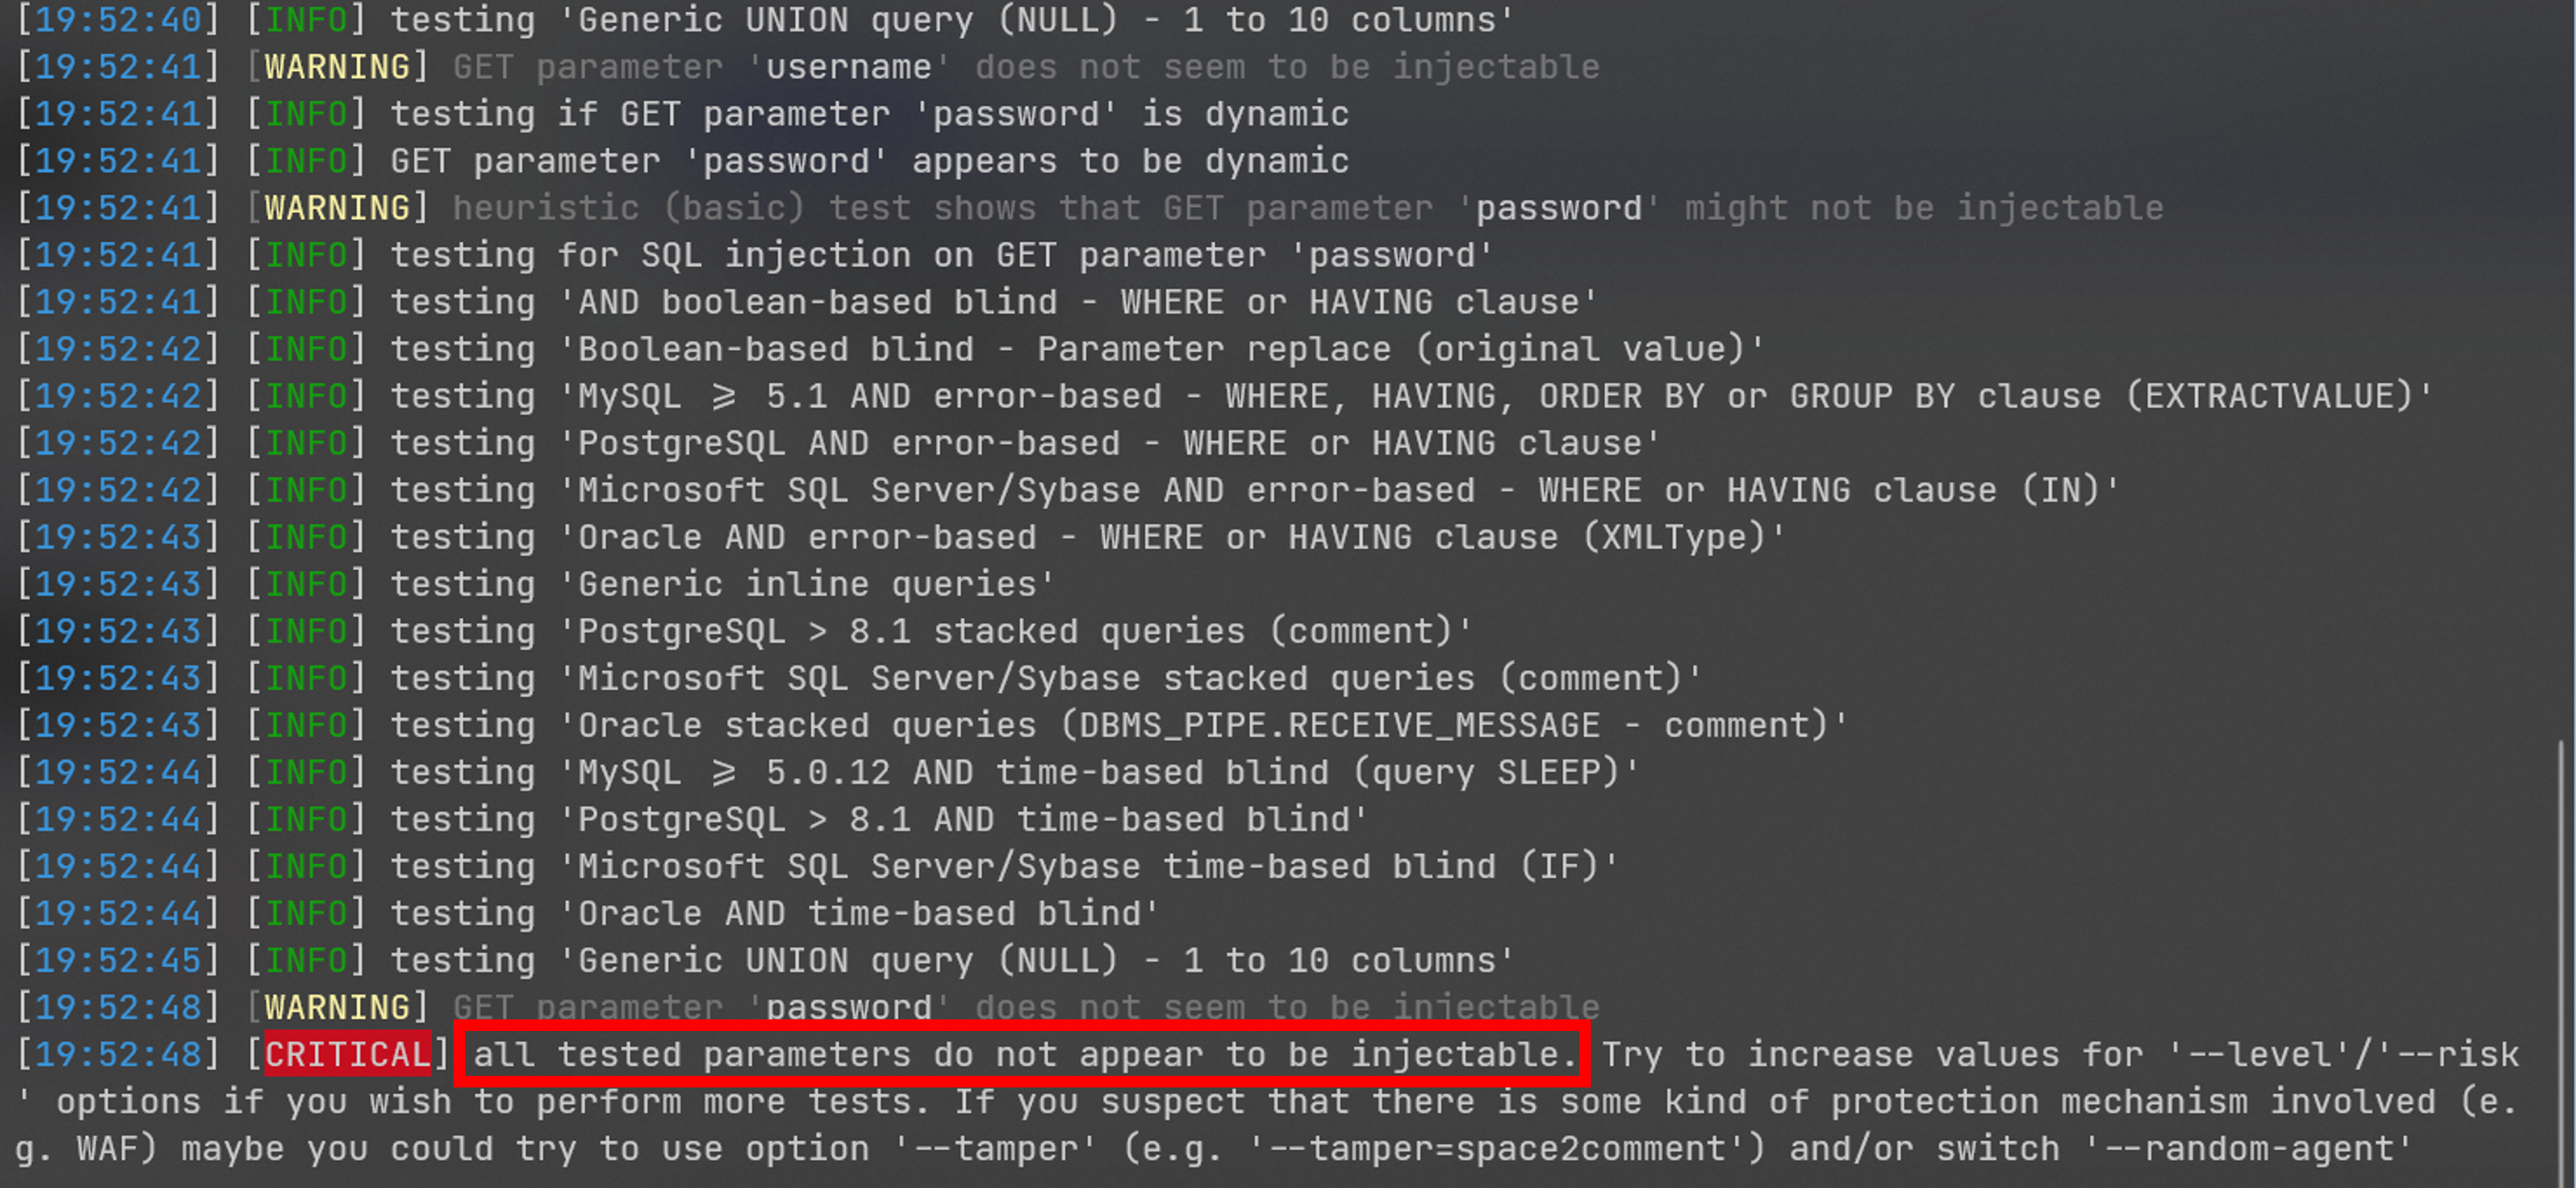 [19:52:40] [INFO] testing 'Generic UNION query (NULL) - 1 to 10 columns'
[19:52:41] [WARNING] GET parameter 'username' does not seem to be injectable
[19:52:41] [INFO] testing if GET parameter 'password' is dynamic
[19:52:41] [INFO] GET parameter 'password' appears to be dynamic
[19:52:41] [WARNING] heuristic (basic) test shows that GET parameter 'password' might not be injectable
[19:52:41] [INFO] testing for SQL injection on GET parameter 'password'
[19:52:41] [INFO] testing 'AND boolean-based blind - WHERE or HAVING clause'
[19:52:42] [INFO] testing 'Boolean-based blind - Parameter replace (original value)'
[19:52:42] [INFO] testing 'MySQL ⩾ 5.1 AND error-based - WHERE, HAVING, ORDER BY or GROUP BY clause (EXTRACTVALUE)'
[19:52:42] [INFO] testing 'PostgreSQL AND error-based - WHERE or HAVING clause'
[19:52:42] [INFO] testing 'Microsoft SQL Server/Sybase AND error-based - WHERE or HAVING clause (IN)'
[19:52:43] [INFO] testing 'Oracle AND error-based - WHERE or HAVING clause (XMLType)'
[19:52:43] [INFO] testing 'Generic inline queries'
[19:52:43] [INFO] testing 'PostgreSQL > 8.1 stacked queries (comment)'
[19:52:43] [INFO] testing 'Microsoft SQL Server/Sybase stacked queries (comment)'
[19:52:43] [INFO] testing 'Oracle stacked queries (DBMS_PIPE.RECEIVE_MESSAGE - comment)'
[19:52:44] [INFO] testing 'MySQL ⩾ 5.0.12 AND time-based blind (query SLEEP)'
[19:52:44] [INFO] testing 'PostgreSQL > 8.1 AND time-based blind'
[19:52:44] [INFO] testing 'Microsoft SQL Server/Sybase time-based blind (IF)'
[19:52:44] [INFO] testing 'Oracle AND time-based blind'
[19:52:45] [INFO] testing 'Generic UNION query (NULL) - 1 to 10 columns'
[19:52:48] [WARNING] GET parameter 'password' does not seem to be injectable
[19:52:48] [CRITICAL] all tested parameters do not appear to be injectable. Try to increase values for '--level'/'--risk
' options if you wish to perform more tests. If you suspect that there is some kind of protection mechanism involved (e.
g. WAF) maybe you could try to use option '--tamper' (e.g. '--tamper=space2comment') and/or switch '--random-agent'